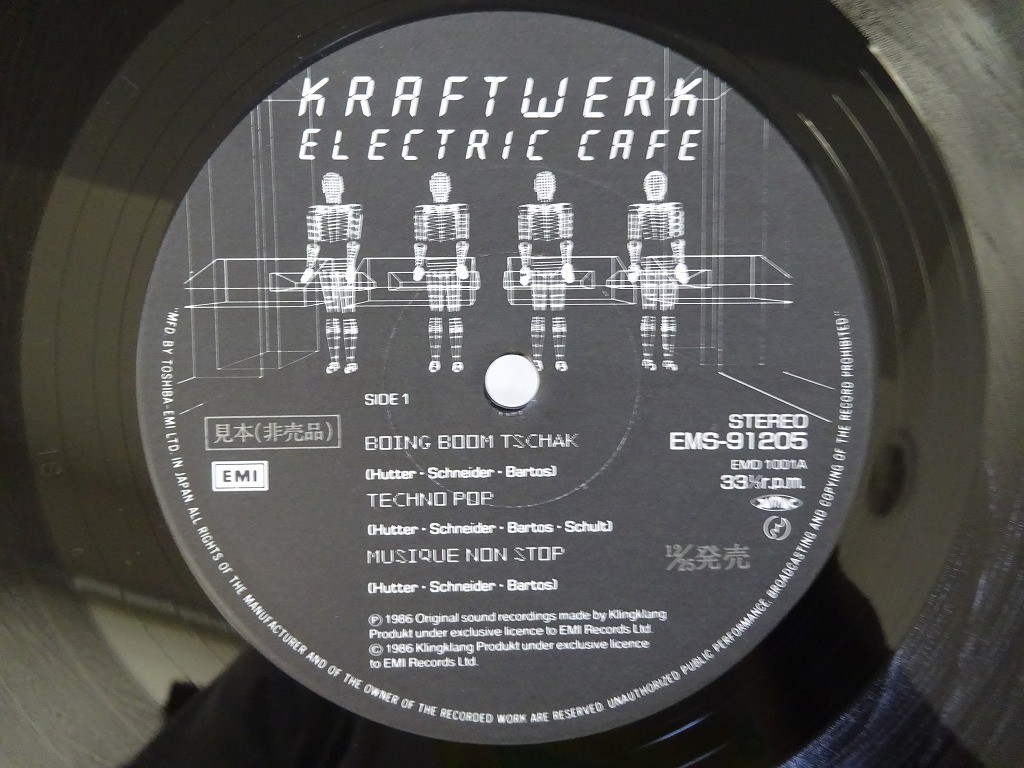 KRAFTWERK
ELECTRIC CAFE
SIDE 1
見本(非売品)
EMI
STEREO
EMS-91205
EMD 1001A
33⅓r.p.m.
BOING BOOM TSCHAK
(Hutter - Schneider - Bartos)
TECHNO POP
(Hutter - Schneider - Bartos - Schult)
MUSIQUE NON STOP
(Hutter - Schneider - Bartos)
12/25発売
℗ 1986 Original sound recordings made by Klingklang
Produkt under exclusive licence to EMI Records Ltd.
© 1986 Klingklang Produkt under exclusive licence
to EMI Records Ltd.
"MFD BY TOSHIBA-EMI LTD. IN JAPAN ALL RIGHTS OF THE MANUFACTURER AND OF THE OWNER OF THE RECORDED WORK ARE RESERVED. UNAUTHORIZED PUBLIC PERFORMANCE, BROADCASTING AND COPYING OF THE RECORD PROHIBITED"